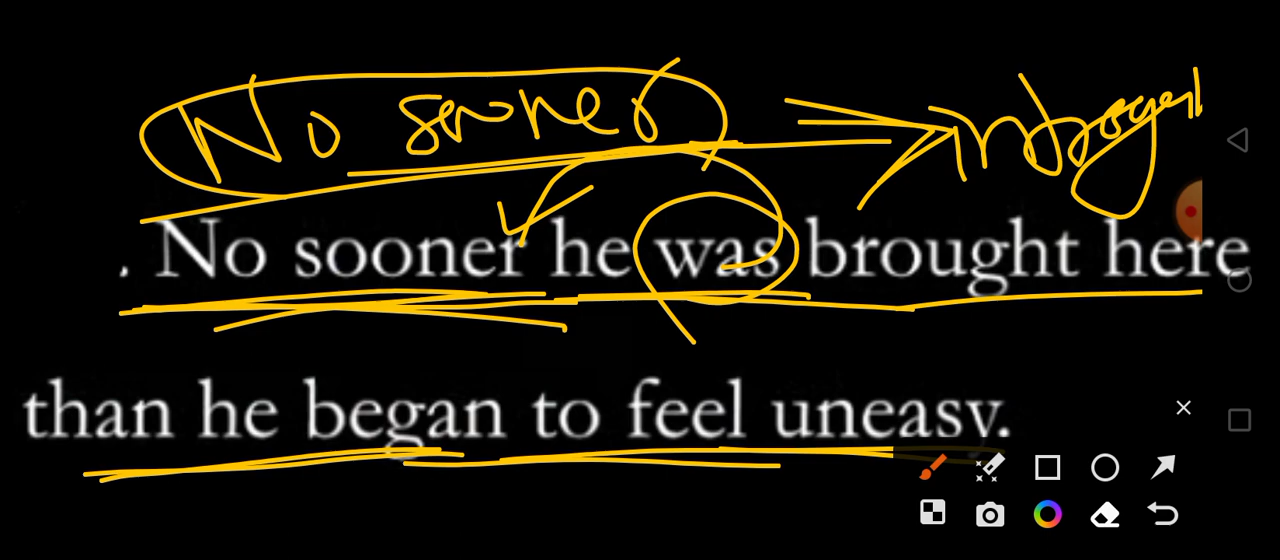 No sooner
. No sooner he was brought here
than he began to feel uneasy.